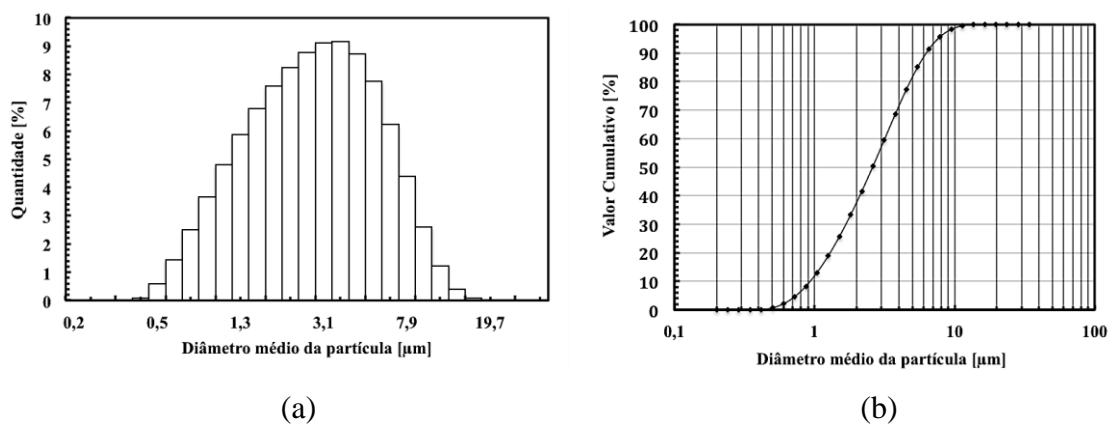 10
9
8
7
6
5
4
3
2
1
0
Quantidade [%]
0,2 0,5 1,3 3,1 7,9 19,7
Diâmetro médio da partícula [µm]
(a)
100
90
80
70
60
50
40
30
20
10
0
Valor Cumulativo [%]
0,1 1 10 100
Diâmetro médio da partícula [µm]
(b)